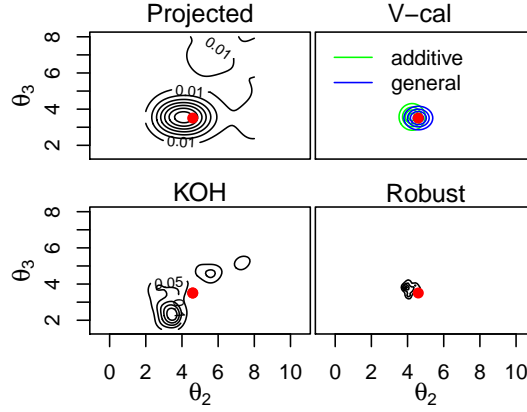 Projected
V−cal
0.01
0.01
0.01
additive
general
θ3
8
6
4
2
KOH
Robust
0.05
θ3
8
6
4
2
0 2 4 6 8 10
0 2 4 6 8 10
θ2
θ2